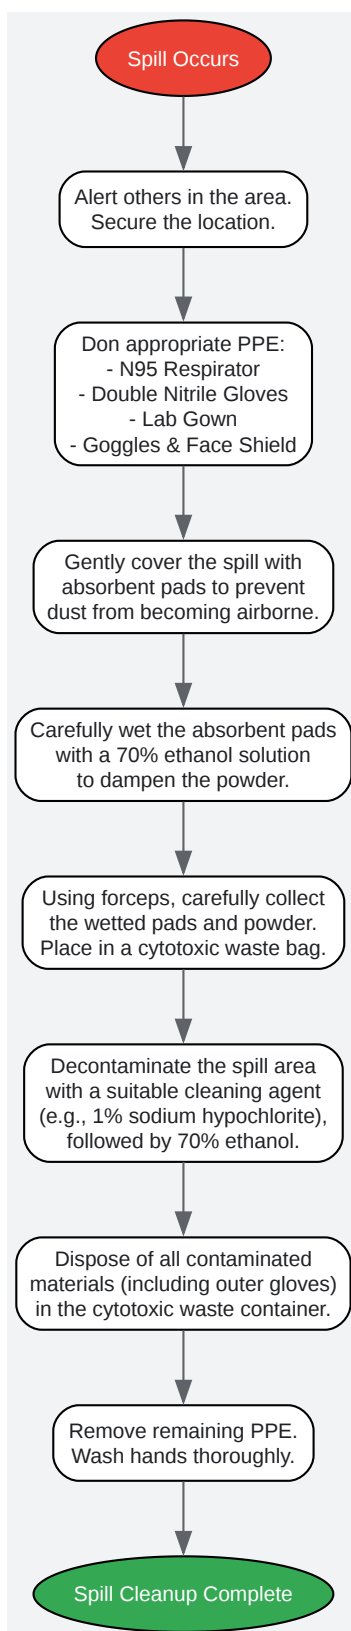 Spill Occurs
Alert others in the area.
Secure the location.
Don appropriate PPE:
- N95 Respirator
- Double Nitrile Gloves
- Lab Gown
- Goggles & Face Shield
Gently cover the spill with
absorbent pads to prevent
dust from becoming airborne.
Carefully wet the absorbent pads
with a 70% ethanol solution
to dampen the powder.
Using forceps, carefully collect
the wetted pads and powder.
Place in a cytotoxic waste bag.
Decontaminate the spill area
with a suitable cleaning agent
(e.g., 1% sodium hypochlorite),
followed by 70% ethanol.
Dispose of all contaminated
materials (including outer gloves)
in the cytotoxic waste container.
Remove remaining PPE.
Wash hands thoroughly.
Spill Cleanup Complete